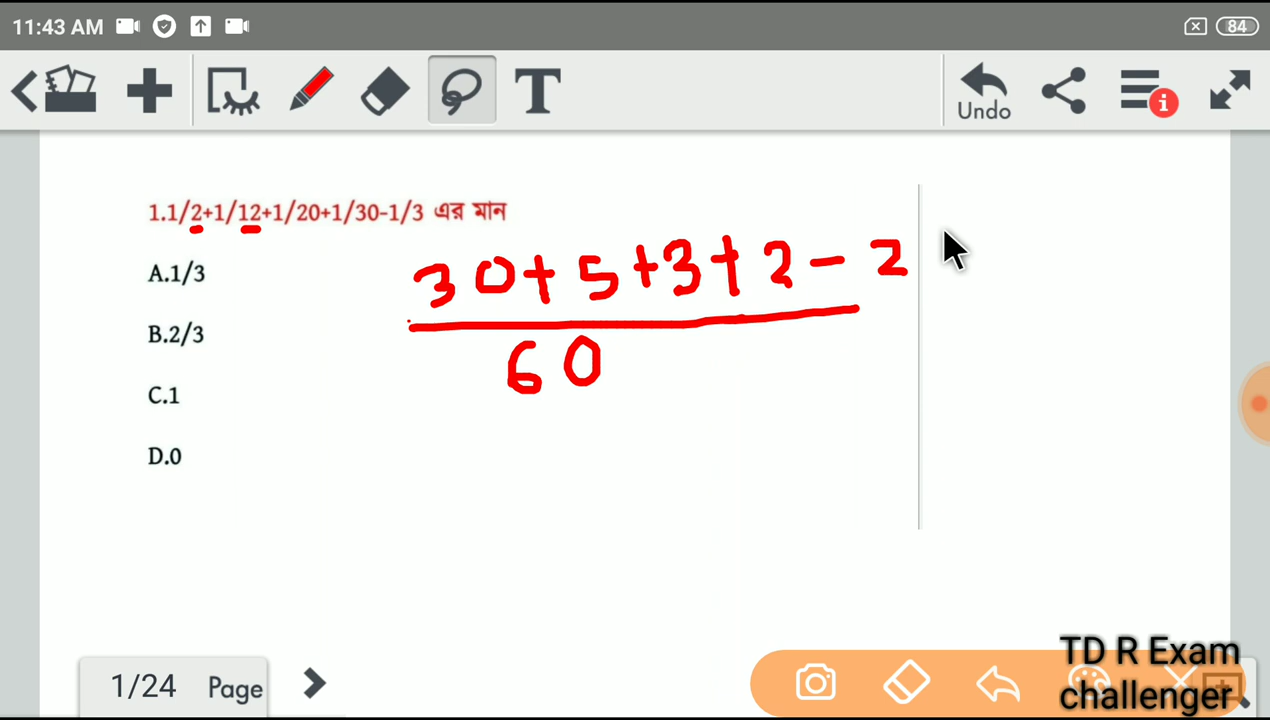 11:43 AM
84
T
Undo
i
1.1/2+1/12+1/20+1/30-1/3 এর মান
30+5+3+2-2
60
A.1/3
B.2/3
C.1
D.0
1/24 Page
TD R Exam
challenger